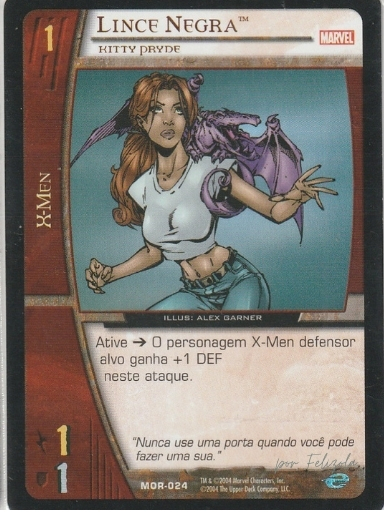 1
LINCE NEGRA™
KITTY PRYDE
MARVEL
X-MEN
ILLUS: ALEX GARNER
Ative ➔ O personagem X-Men defensor
alvo ganha +1 DEF
neste ataque.
1
1
"Nunca use uma porta quando você pode
fazer uma sua."
por Felizola
MOR-024
TM & ©2004 Marvel Characters, Inc.
©2004 The Upper Deck Company, LLC.